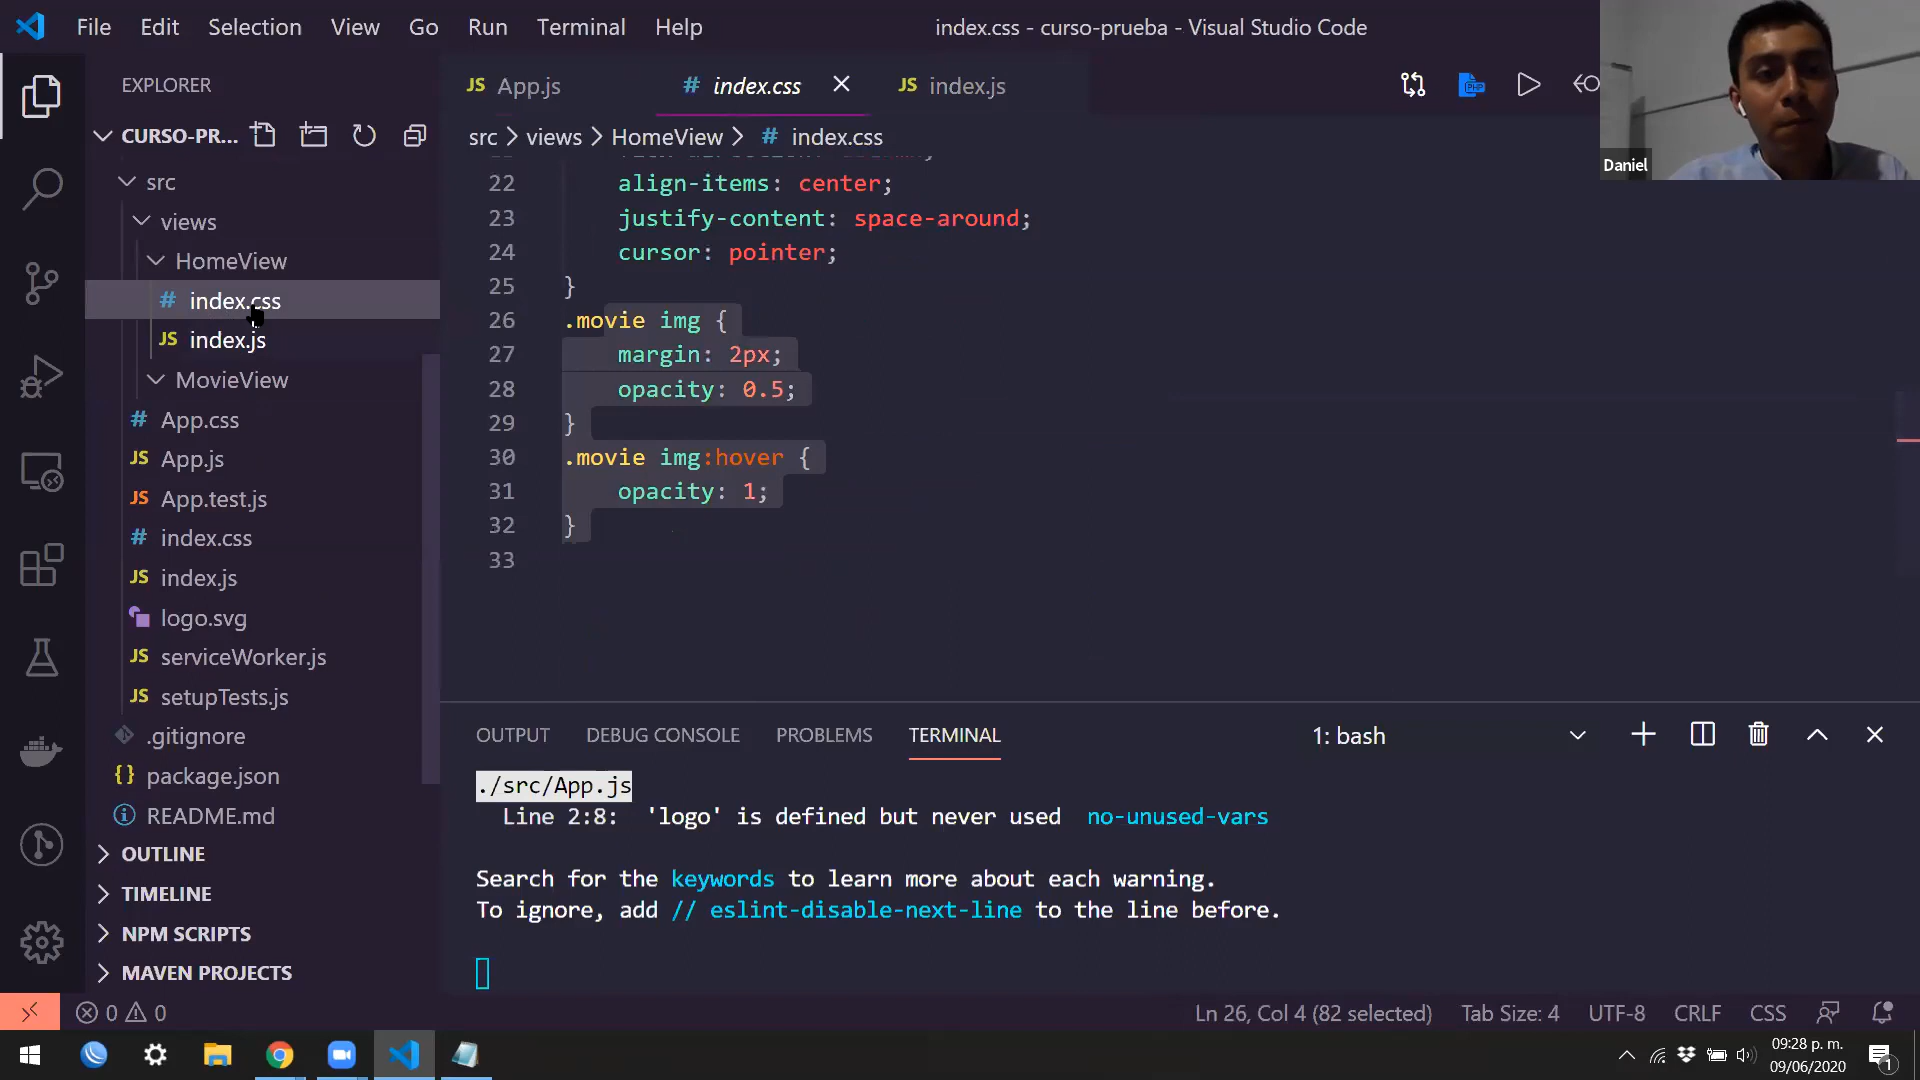 File Edit Selection View Go Run Terminal Help
index.css - curso-prueba - Visual Studio Code
Daniel
EXPLORER
CURSO-PR...
src
views
HomeView
index.css
index.js
MovieView
App.css
App.js
App.test.js
index.css
index.js
logo.svg
serviceWorker.js
setupTests.js
.gitignore
package.json
README.md
OUTLINE
TIMELINE
NPM SCRIPTS
MAVEN PROJECTS
JS App.js # index.css JS index.js
src > views > HomeView > # index.css
22 align-items: center;
23 justify-content: space-around;
24 cursor: pointer;
25 }
26 .movie img {
27 margin: 2px;
28 opacity: 0.5;
29 }
30 .movie img:hover {
31 opacity: 1;
32 }
33
OUTPUT DEBUG CONSOLE PROBLEMS TERMINAL 1: bash
./src/App.js
Line 2:8: 'logo' is defined but never used no-unused-vars
Search for the keywords to learn more about each warning.
To ignore, add // eslint-disable-next-line to the line before.
0 0
Ln 26, Col 4 (82 selected) Tab Size: 4 UTF-8 CRLF CSS
09:28 p. m.
09/06/2020
1